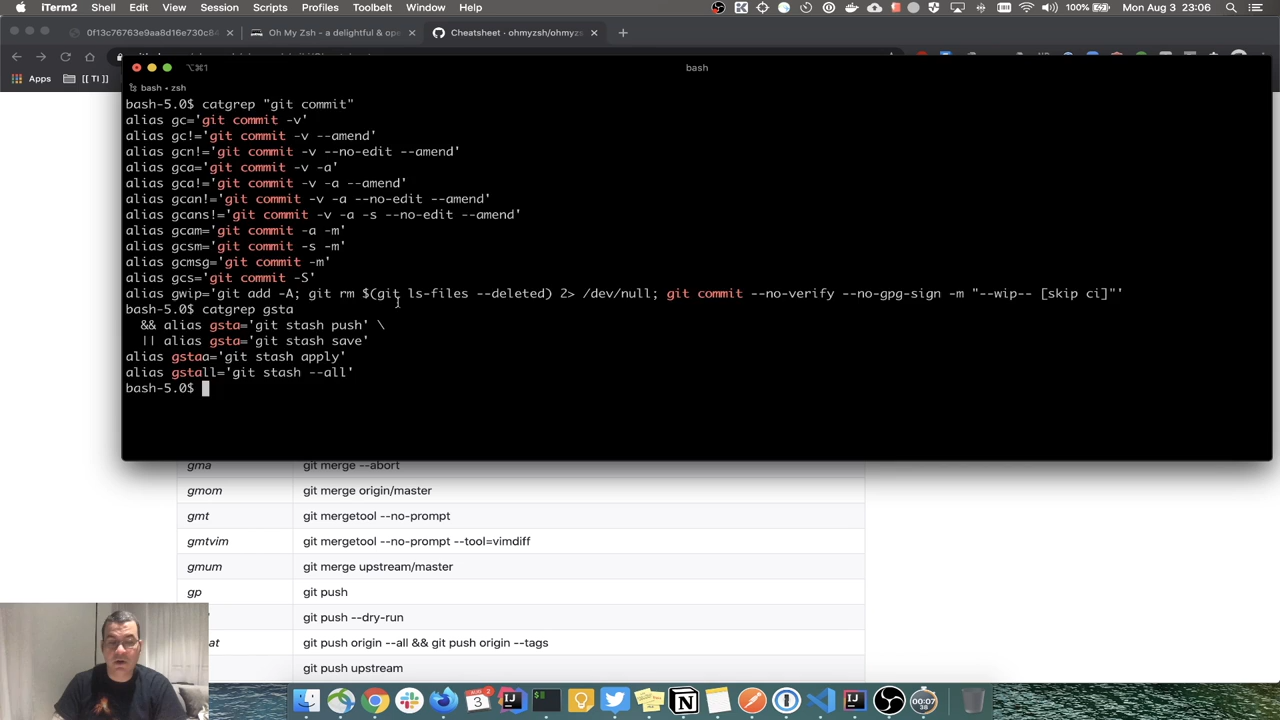 iTerm2 Shell Edit View Session Scripts Profiles Toolbelt Window Help 100% Mon Aug 3 23:06
0f13c76763e9aa8d16e730c84 Oh My Zsh - a delightful & ope Cheatsheet · ohmyzsh/ohmyzs
Apps [[ TI ]]
⌥⌘1 bash
bash • zsh
bash-5.0$ catgrep "git commit"
alias gc='git commit -v'
alias gc!='git commit -v --amend'
alias gcn!='git commit -v --no-edit --amend'
alias gca='git commit -v -a'
alias gca!='git commit -v -a --amend'
alias gcan!='git commit -v -a --no-edit --amend'
alias gcans!='git commit -v -a -s --no-edit --amend'
alias gcam='git commit -a -m'
alias gcsm='git commit -s -m'
alias gcmsg='git commit -m'
alias gcs='git commit -S'
alias gwip='git add -A; git rm $(git ls-files --deleted) 2> /dev/null; git commit --no-verify --no-gpg-sign -m "--wip-- [skip ci]"'
bash-5.0$ catgrep gsta
&& alias gsta='git stash push' \
|| alias gsta='git stash save'
alias gstaa='git stash apply'
alias gstall='git stash --all'
bash-5.0$
gma git merge --abort
gmom git merge origin/master
gmt git mergetool --no-prompt
gmtvim git mergetool --no-prompt --tool=vimdiff
gmum git merge upstream/master
gp git push
git push --dry-run
at git push origin --all && git push origin --tags
git push upstream
00:07
38